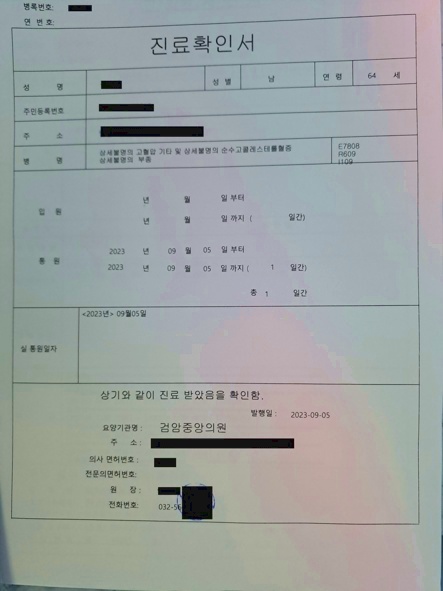 병록번호:
연 번호:
진료확인서
성 명 성 별 남 연 령 64 세
주민등록번호
주 소
병 명 상세불명의 고혈압 기타 및 상세불명의 순수고콜레스테롤혈증 E7808
상세불명의 부종 R609
I109
입 원 년 월 일 부터
년 월 일 까지 ( 일간)
통 원 2023 년 09 월 05 일 부터
2023 년 09 월 05 일 까지 ( 1 일간)
총 1 일간
실 통원일자 <2023년> 09월05일
상기와 같이 진료 받았음을 확인함.
발행일 : 2023-09-05
요양기관명 : 검암중앙의원
주 소 :
의사 면허번호 :
전문의면허번호:
원 장 :
전화번호: 032-56